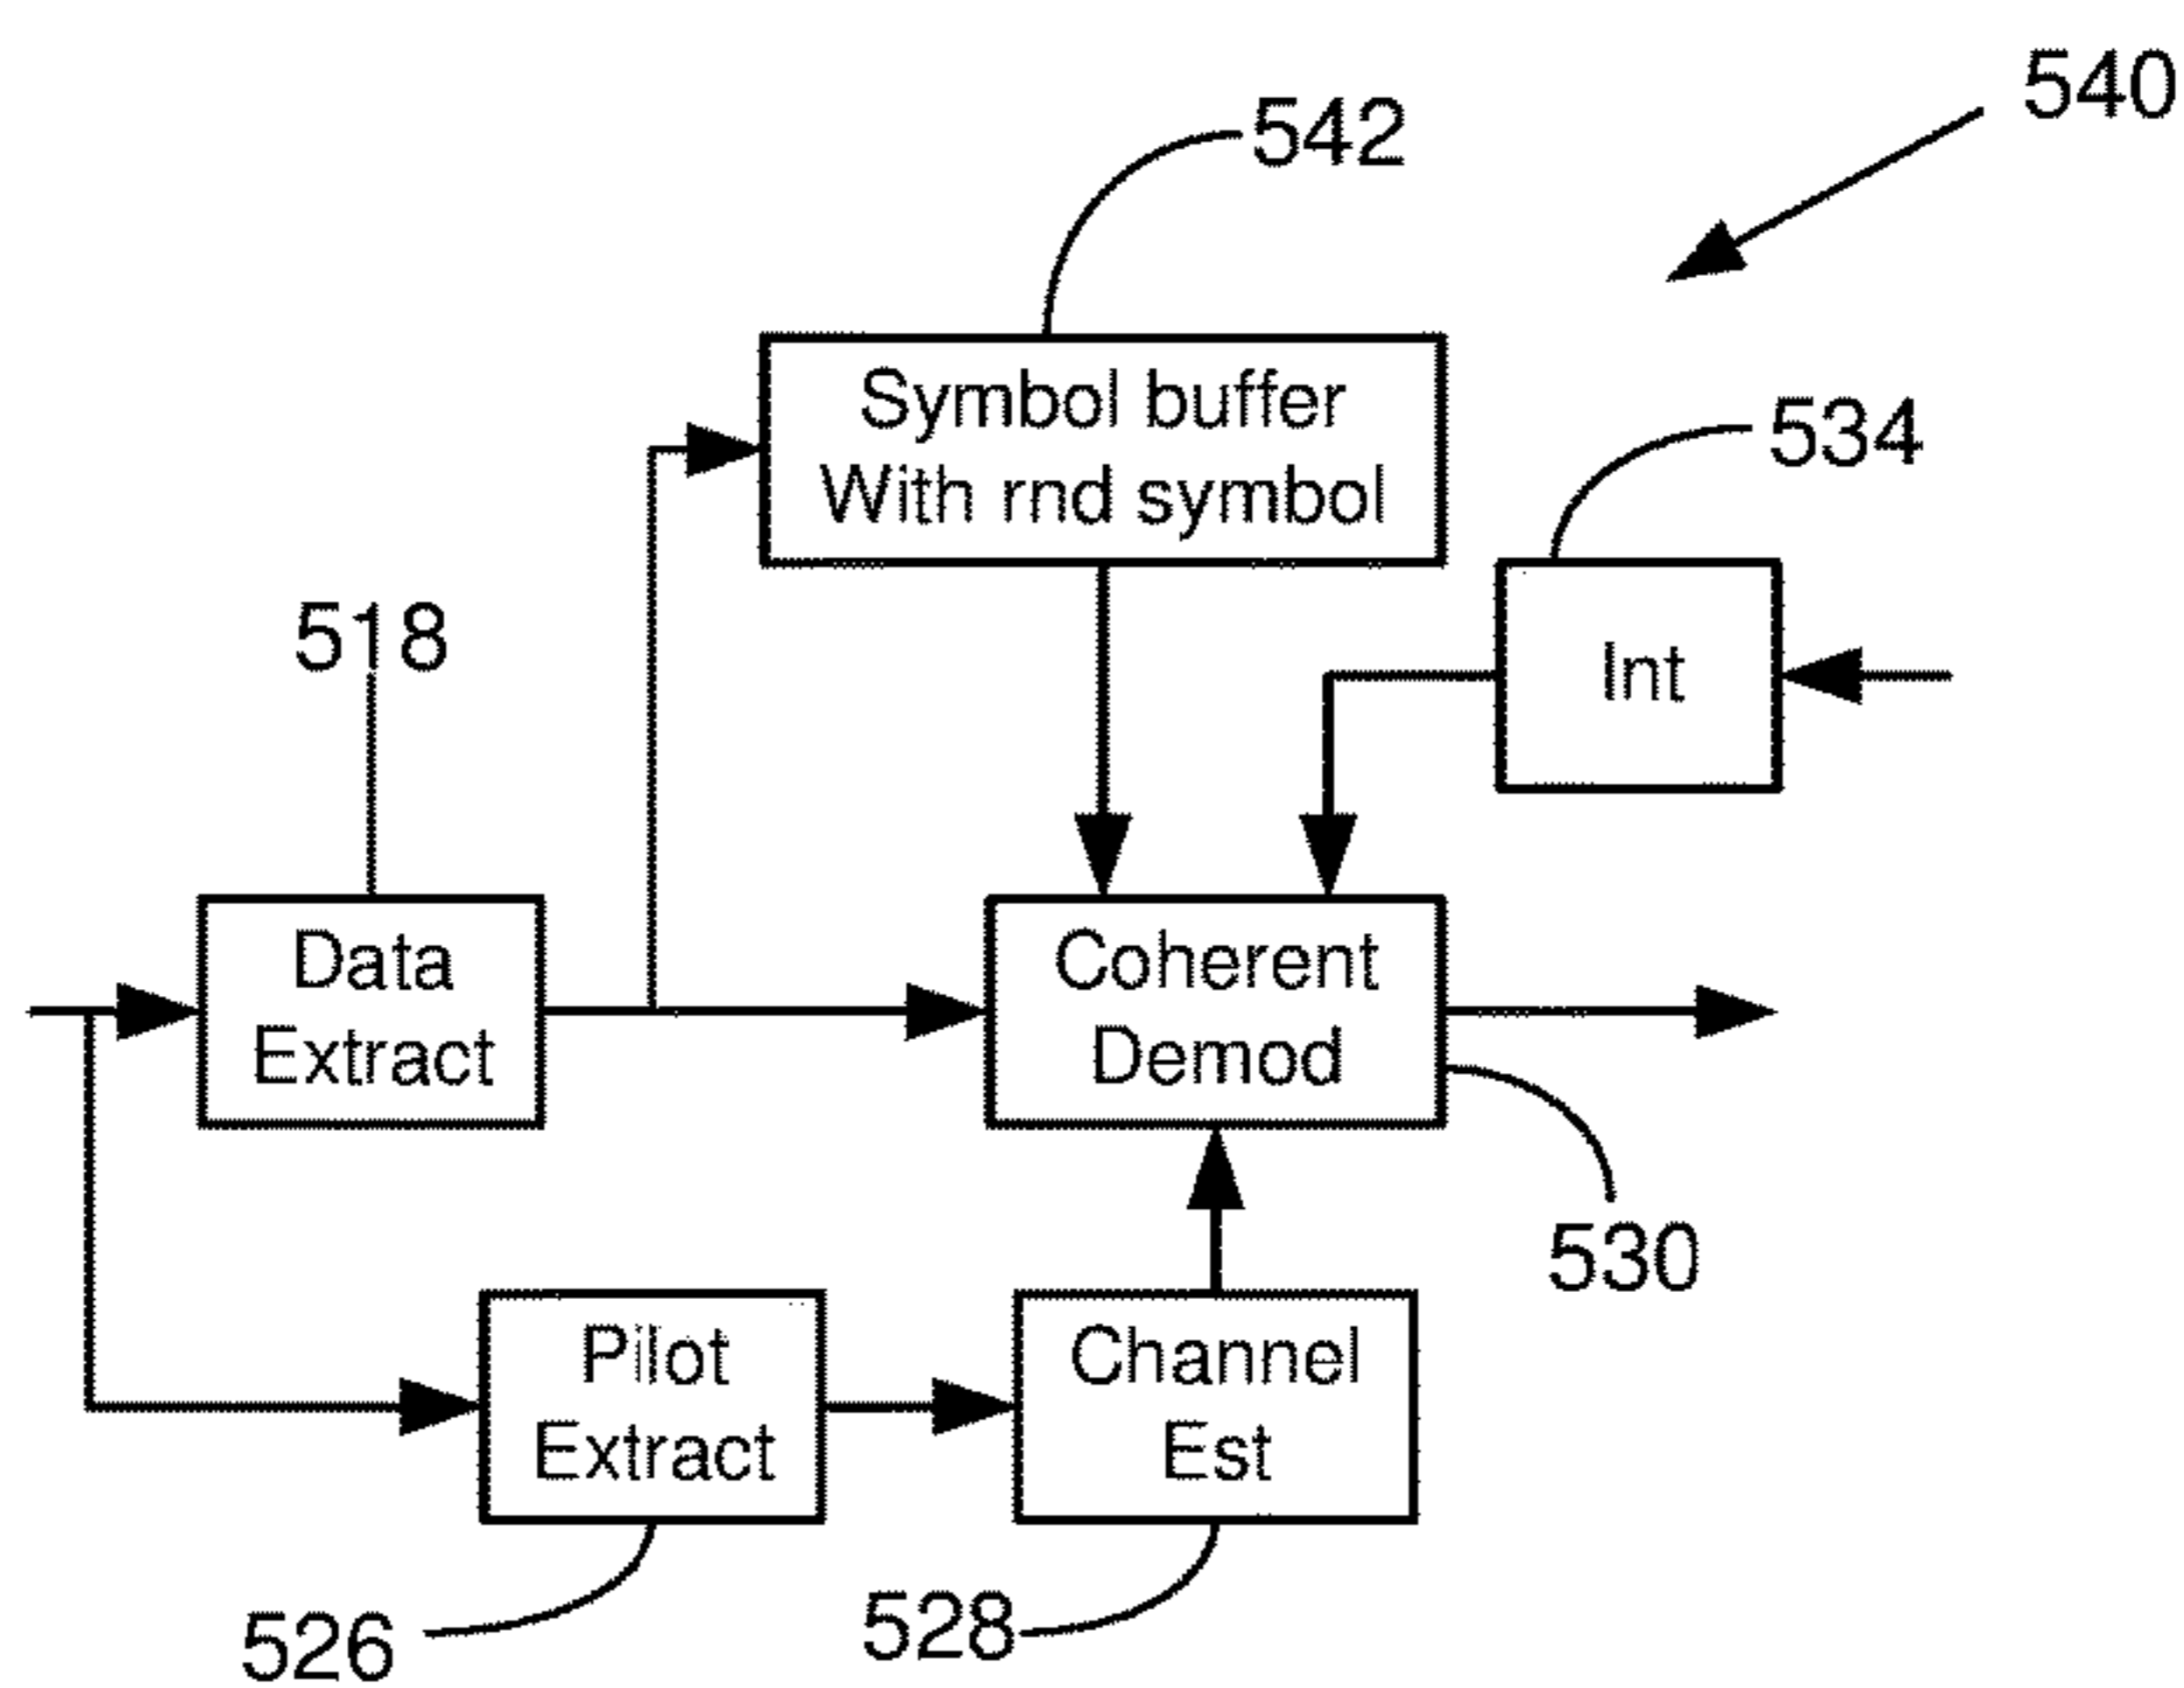 540
542
Symbol buffer
With rnd symbol
534
Int
518
Data
Extract
Coherent
Demod
530
Pilot
Extract
Channel
Est
526
528